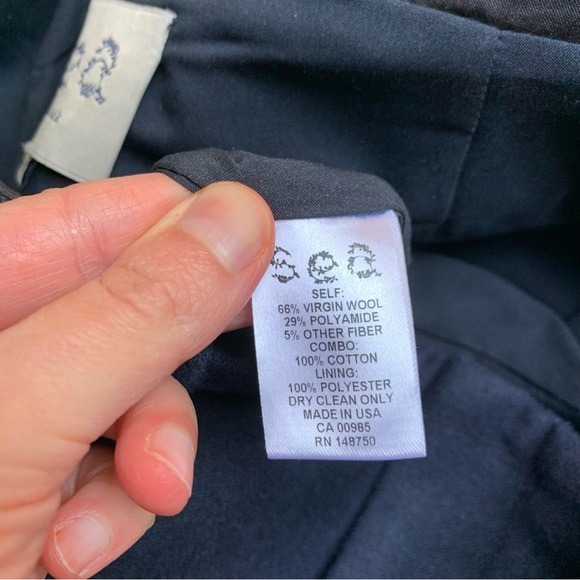 sea
SELF:
66% VIRGIN WOOL
29% POLYAMIDE
5% OTHER FIBER
COMBO:
100% COTTON
LINING:
100% POLYESTER
DRY CLEAN ONLY
MADE IN USA
CA 00985
RN 148750